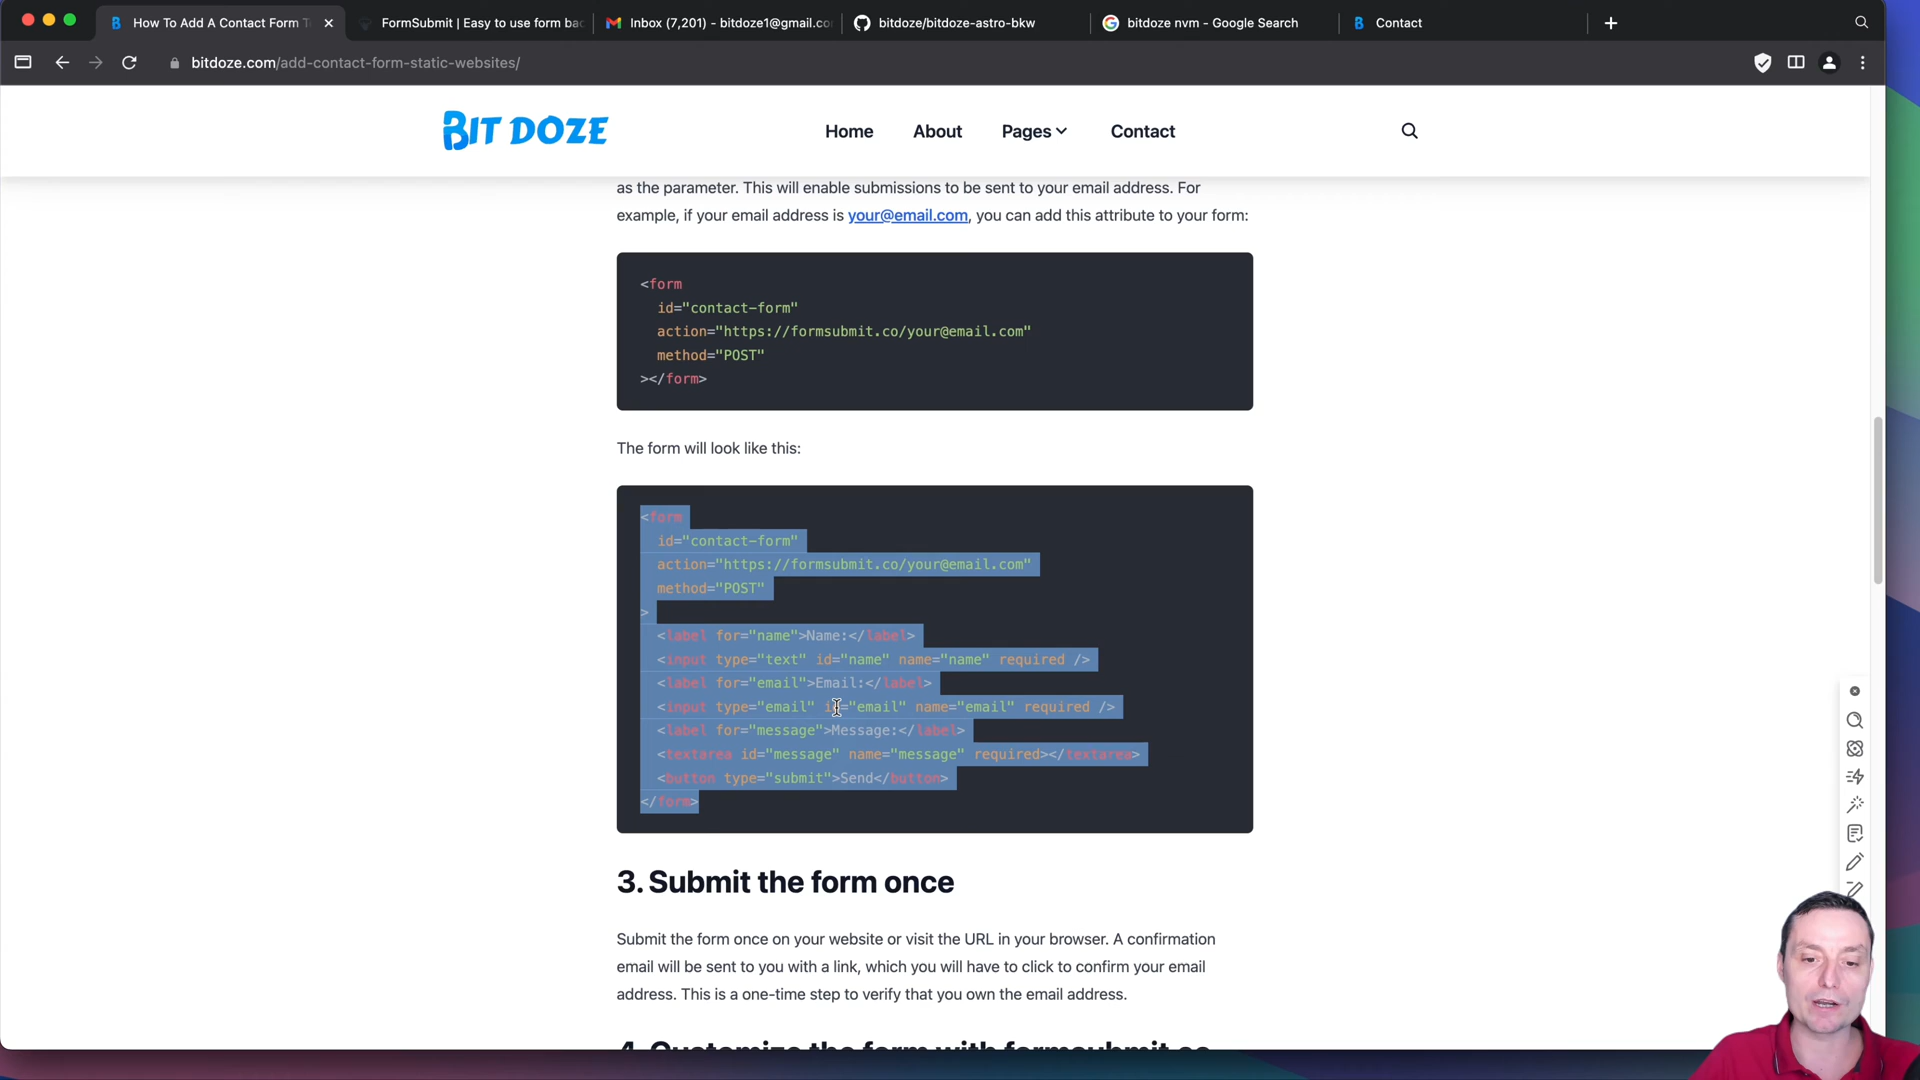 How To Add A Contact Form T
FormSubmit | Easy to use form bac
Inbox (7,201) - bitdoze1@gmail.co
bitdoze/bitdoze-astro-bkw
bitdoze nvm - Google Search
Contact
bitdoze.com/add-contact-form-static-websites/
BIT DOZE
Home
About
Pages
Contact
as the parameter. This will enable submissions to be sent to your email address. For
example, if your email address is your@email.com, you can add this attribute to your form:
<form
id="contact-form"
action="https://formsubmit.co/your@email.com"
method="POST"
></form>
The form will look like this:
<form
id="contact-form"
action="https://formsubmit.co/your@email.com"
method="POST"
>
<label for="name">Name:</label>
<input type="text" id="name" name="name" required />
<label for="email">Email:</label>
<input type="email" id="email" name="email" required />
<label for="message">Message:</label>
<textarea id="message" name="message" required></textarea>
<button type="submit">Send</button>
</form>
3. Submit the form once
Submit the form once on your website or visit the URL in your browser. A confirmation
email will be sent to you with a link, which you will have to click to confirm your email
address. This is a one-time step to verify that you own the email address.
4. Customize the form with formsubmit.co